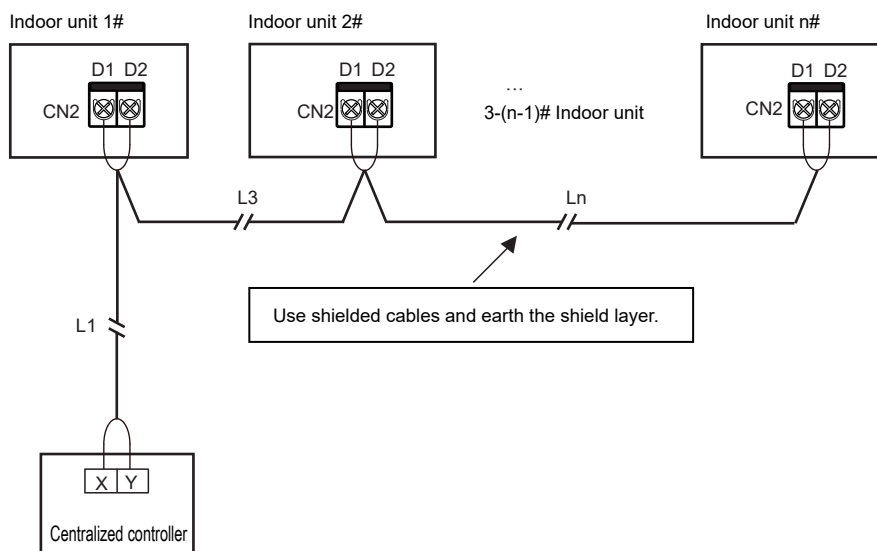 Indoor unit 1#
Indoor unit 2#
Indoor unit n#
D1 D2
CN2
D1 D2
CN2
...
3-(n-1)# Indoor unit
D1 D2
CN2
L3
Ln
Use shielded cables and earth the shield layer.
L1
X Y
Centralized controller